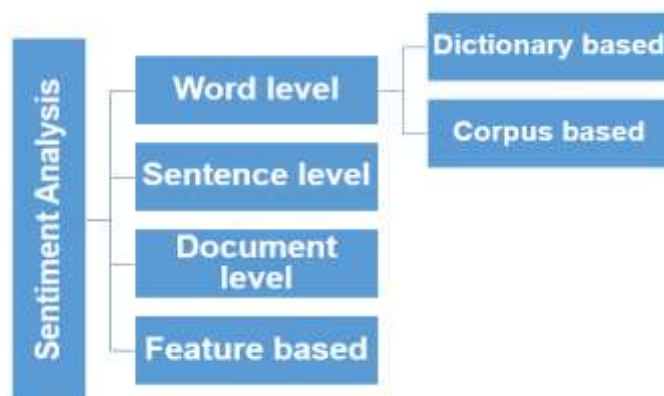 Sentiment Analysis
Word level
Dictionary based
Corpus based
Sentence level
Document
level
Feature based